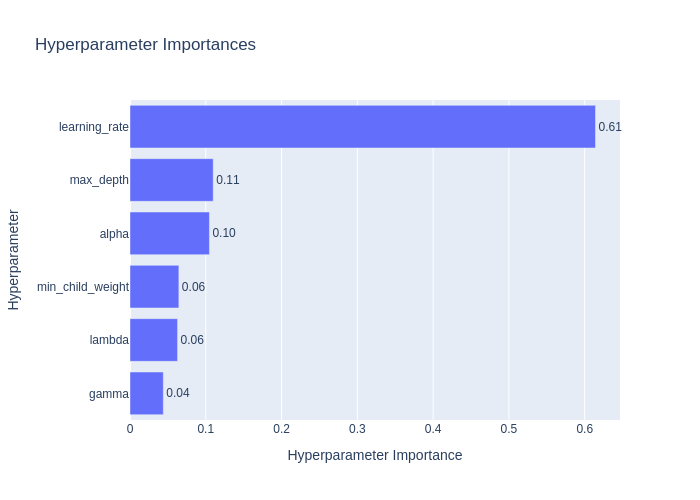 Hyperparameter Importances
learning_rate
0.61
max_depth
0.11
alpha
0.10
min_child_weight
0.06
lambda
0.06
gamma
0.04
0
0.1
0.2
0.3
0.4
0.5
0.6
Hyperparameter Importance
Hyperparameter